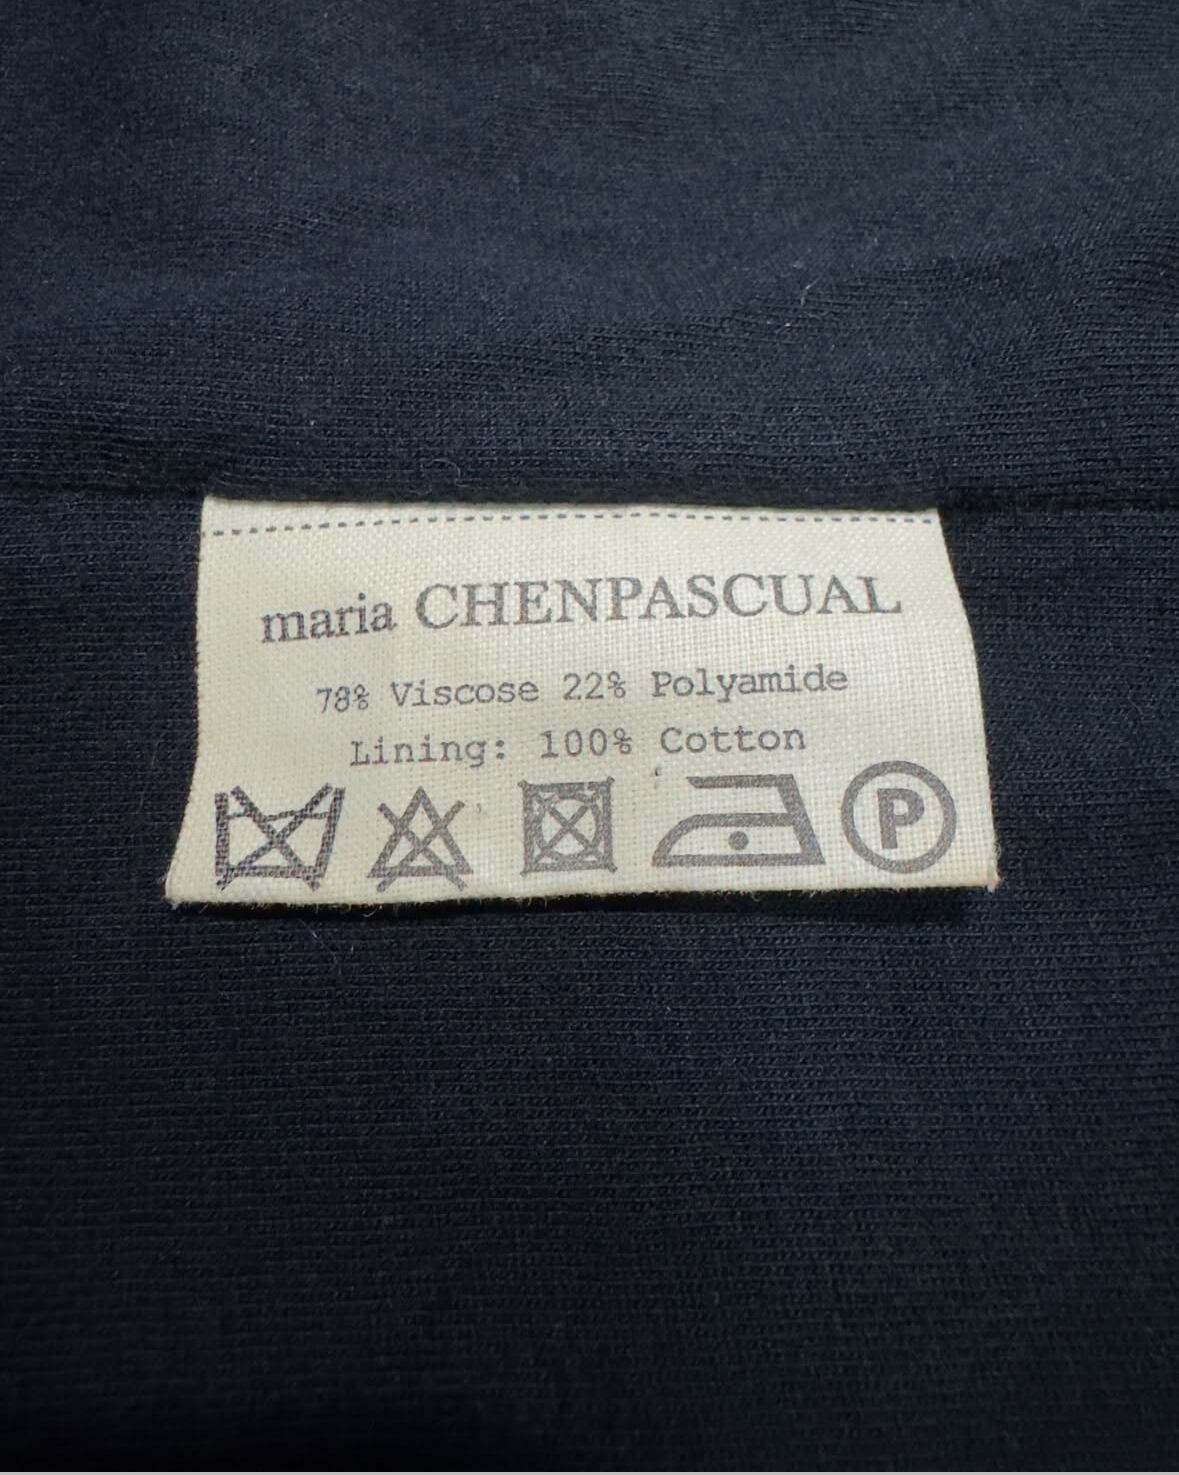 maria CHENPASCUAL
78% Viscose 22% Polyamide
Lining: 100% Cotton
P